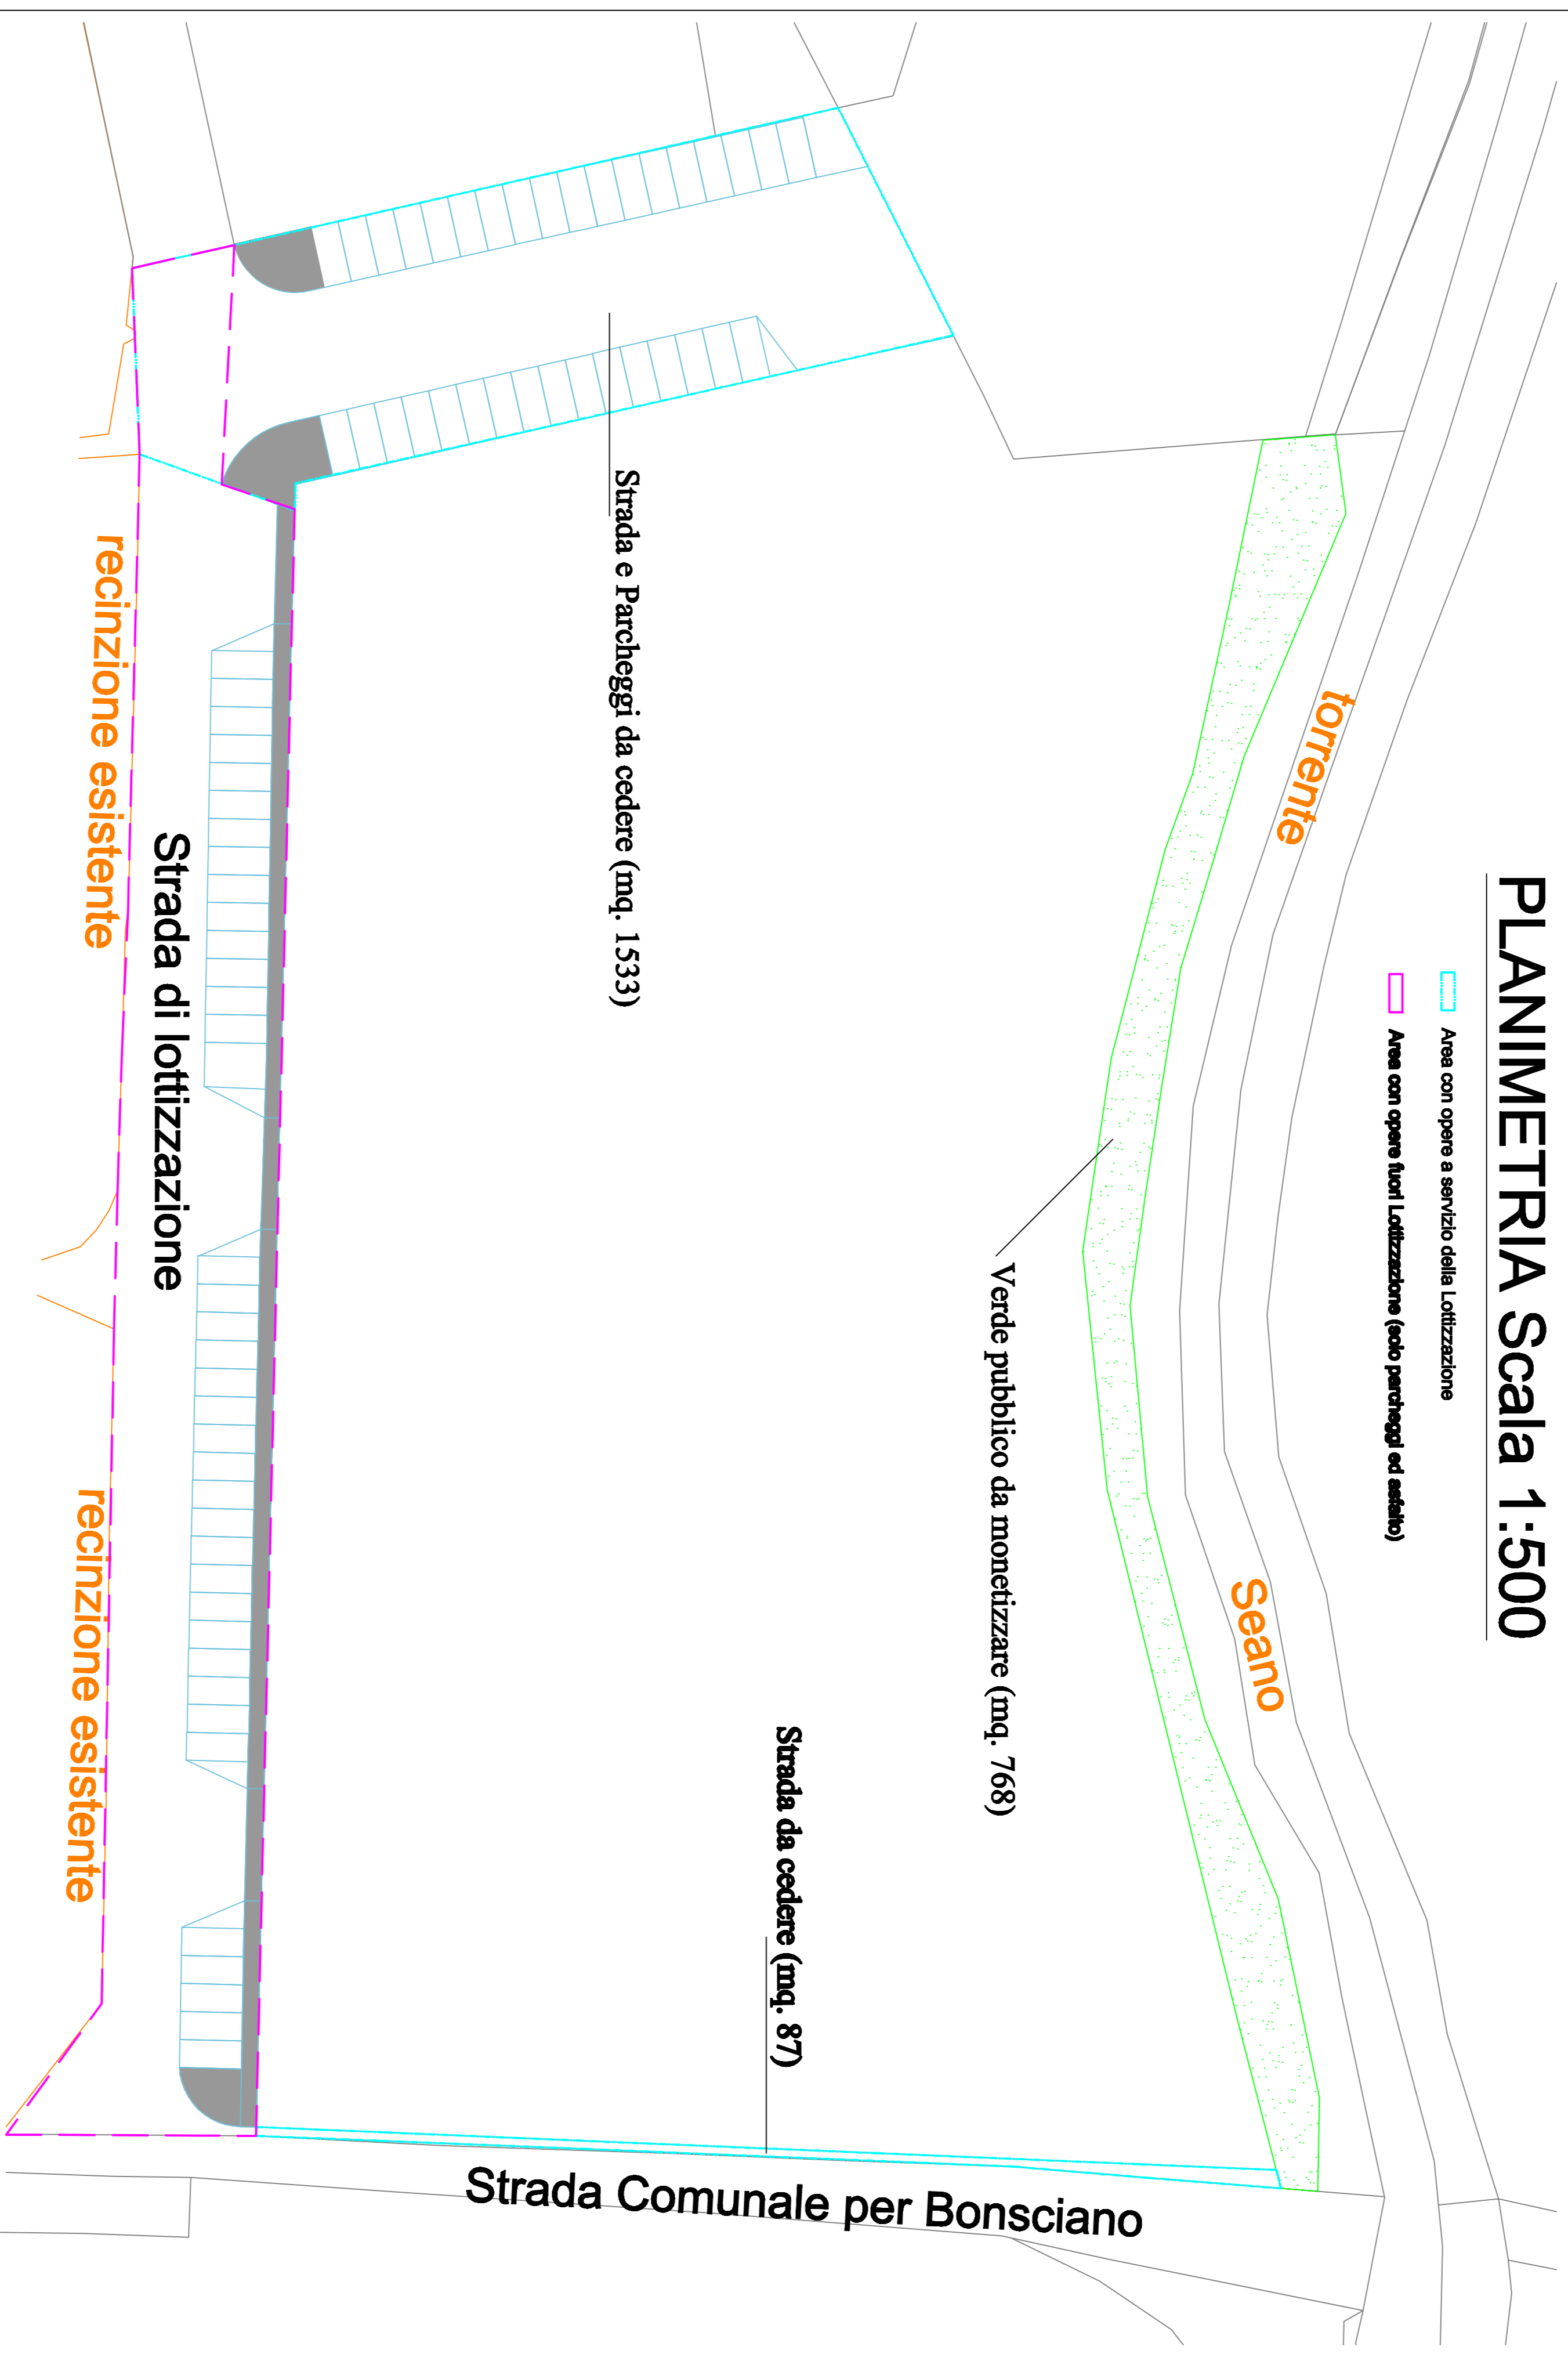 PLANIMETRIA Scala 1:500
Area con opere a servizio della Lottizzazione
Area con opere fuori Lottizzazione (solo parcheggi ed asfalto)
torrente
Seano
Verde pubblico da monetizzare (mq. 768)
Strada da cedere (mq. 87)
Strada e Parcheggi da cedere (mq. 1533)
Strada di lottizzazione
recinzione esistente
recinzione esistente
Strada Comunale per Bonsciano